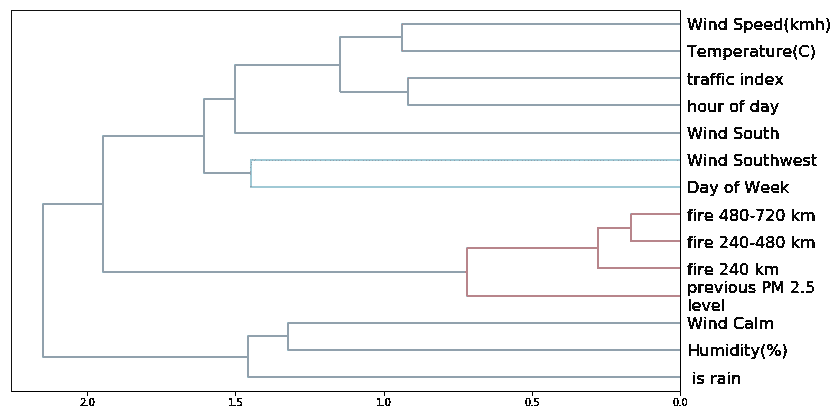 Wind Speed(kmh)
Temperature(C)
traffic index
hour of day
Wind South
Wind Southwest
Day of Week
fire 480-720 km
fire 240-480 km
fire 240 km
previous PM 2.5
level
Wind Calm
Humidity(%)
is rain
2.0 1.5 1.0 0.5 0.0